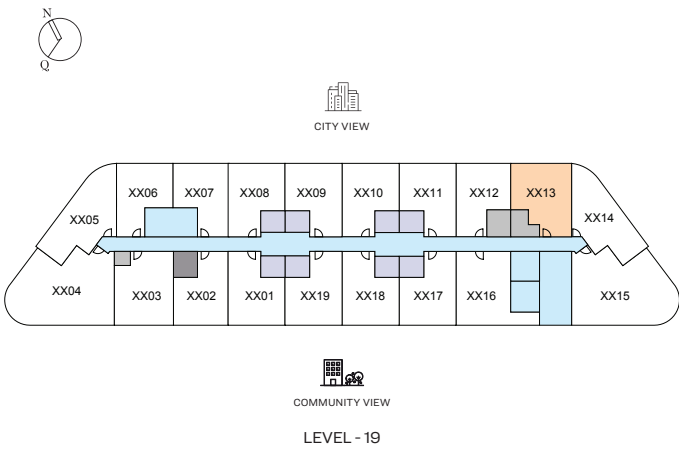 N
Q
CITY VIEW
XX06 XX07 XX08 XX09 XX10 XX11 XX12 XX13
XX05 XX14
XX04 XX03 XX02 XX01 XX19 XX18 XX17 XX16 XX15
COMMUNITY VIEW
LEVEL - 19